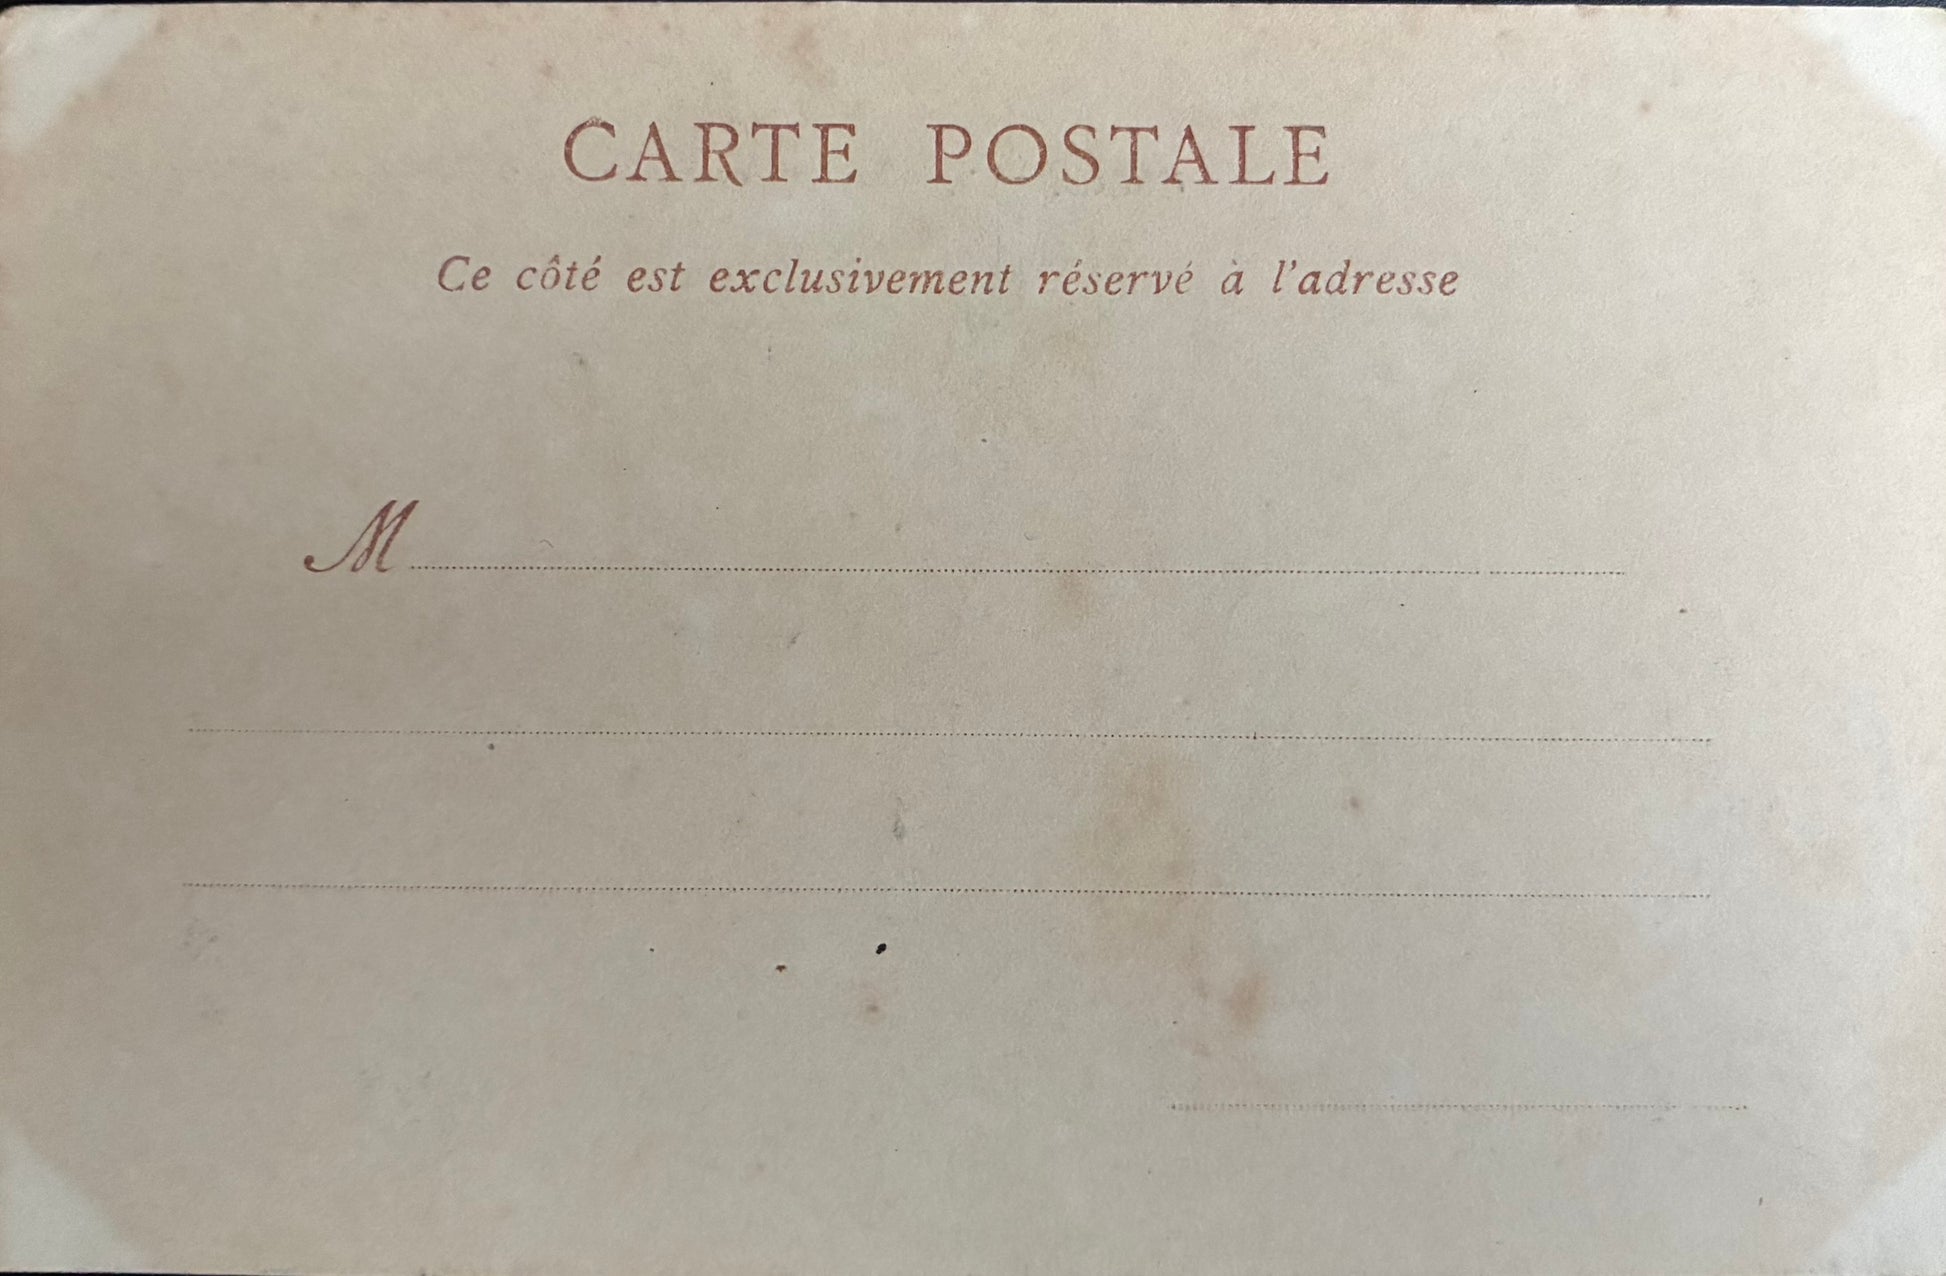 CARTE POSTALE
Ce côté est exclusivement réservé à l'adresse
M